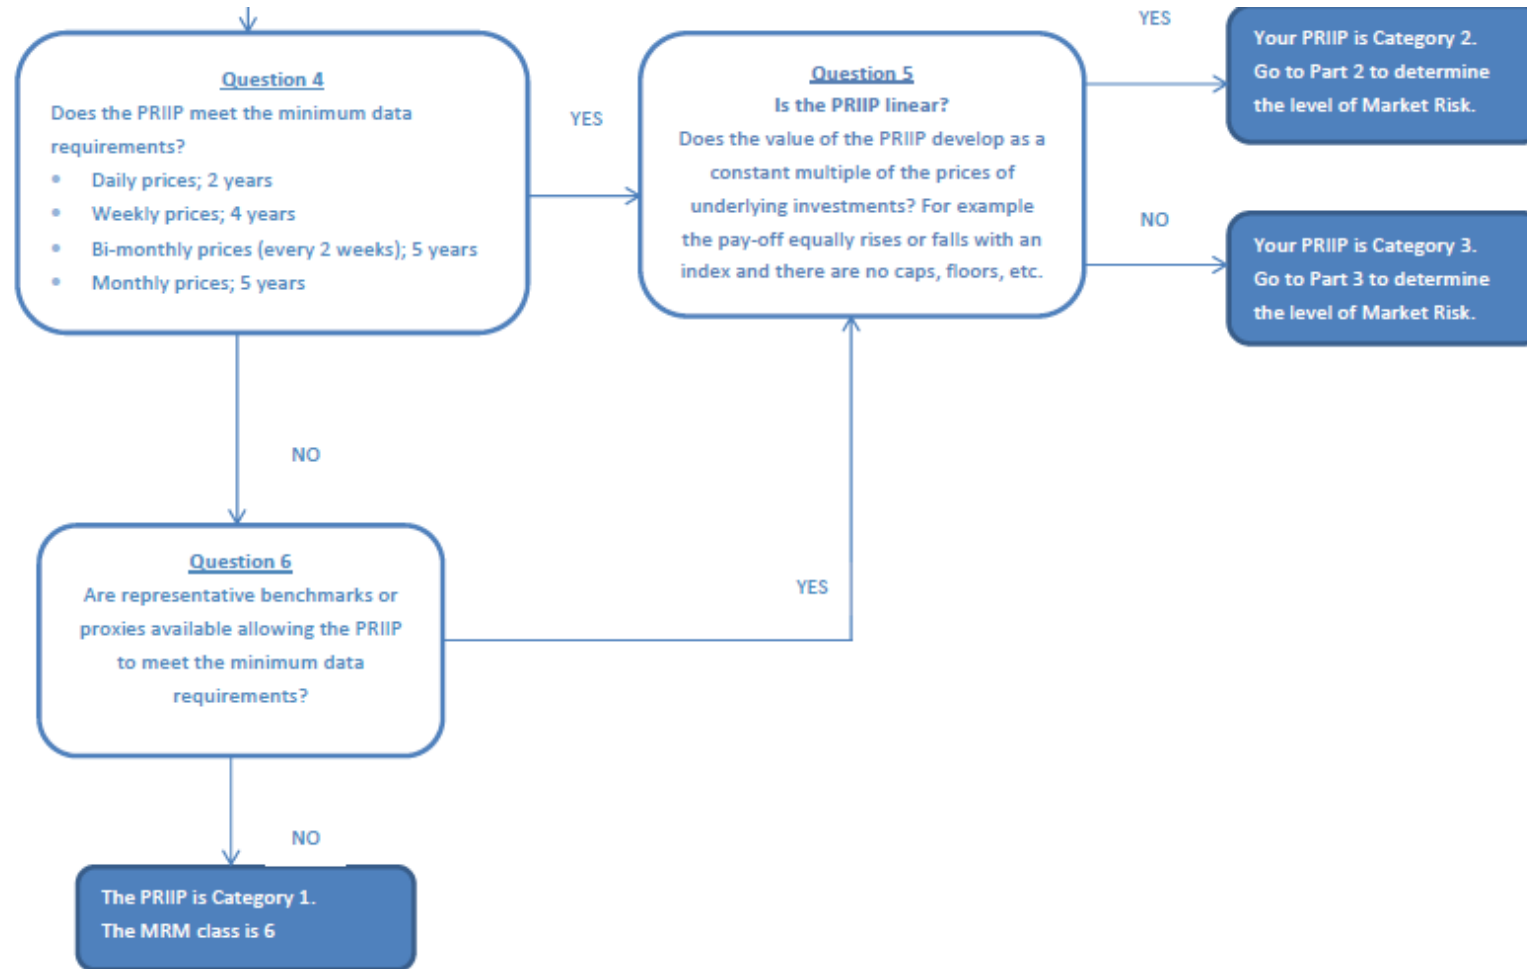 Question 4
Does the PRIIP meet the minimum data
requirements?
• Daily prices; 2 years
• Weekly prices; 4 years
• Bi-monthly prices (every 2 weeks); 5 years
• Monthly prices; 5 years
YES
Question 5
Is the PRIIP linear?
Does the value of the PRIIP develop as a
constant multiple of the prices of
underlying investments? For example
the pay-off equally rises or falls with an
index and there are no caps, floors, etc.
YES
Your PRIIP is Category 2.
Go to Part 2 to determine
the level of Market Risk.
NO
Your PRIIP is Category 3.
Go to Part 3 to determine
the level of Market Risk.
NO
Question 6
Are representative benchmarks or
proxies available allowing the PRIIP
to meet the minimum data
requirements?
YES
NO
The PRIIP is Category 1.
The MRM class is 6